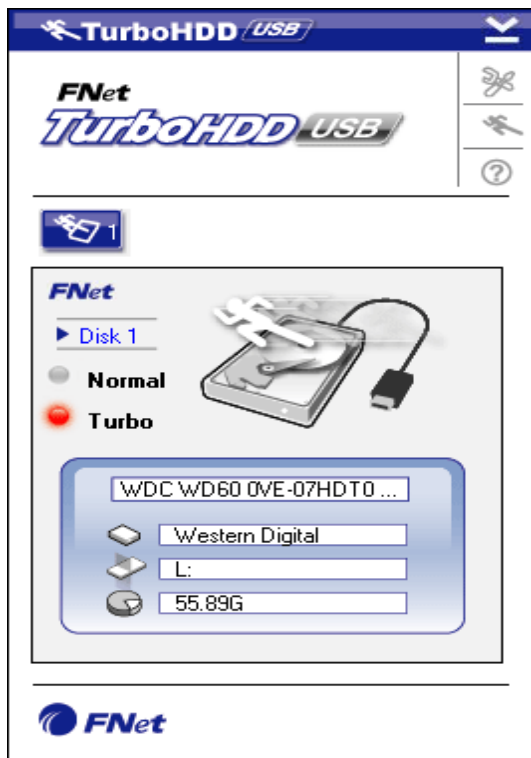 TurboHDD USB
FNet
TurboHDD USB
1
FNet
Disk 1
Normal
Turbo
WDC WD60 0VE-07HDT0 ...
Western Digital
L:
55.89G
FNet